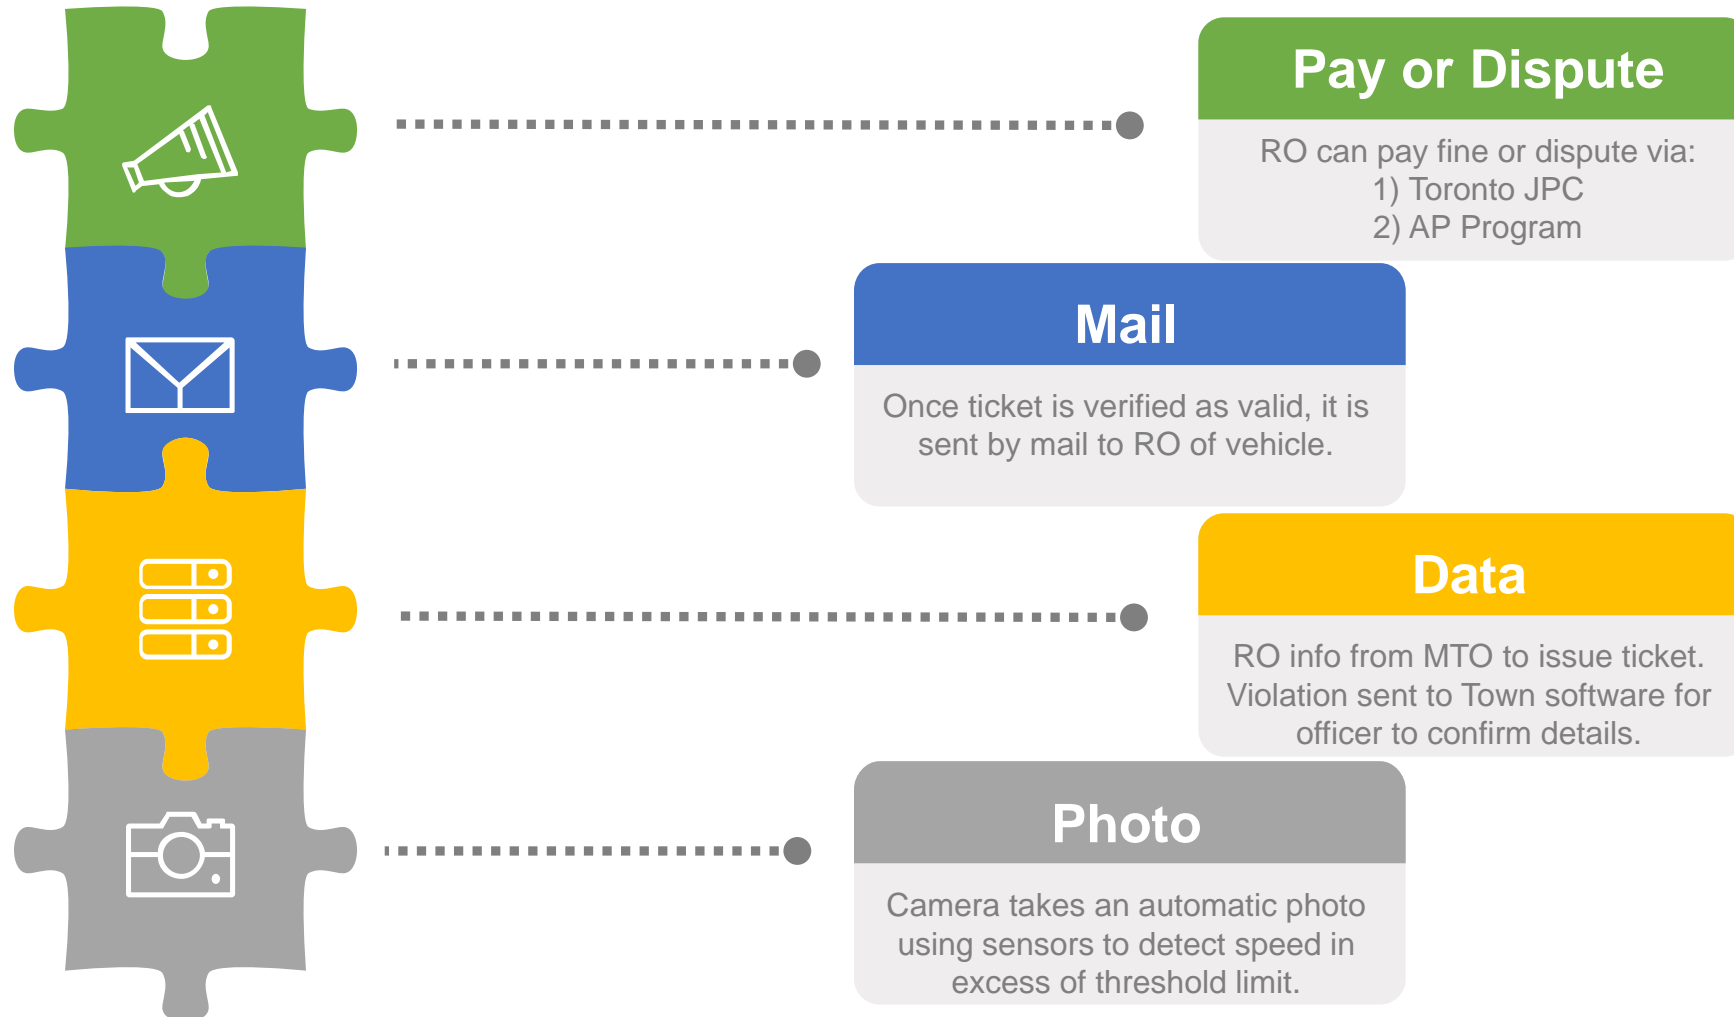 Pay or Dispute
RO can pay fine or dispute via:
1) Toronto JPC
2) AP Program
Mail
Once ticket is verified as valid, it is
sent by mail to RO of vehicle.
Data
RO info from MTO to issue ticket.
Violation sent to Town software for
officer to confirm details.
Photo
Camera takes an automatic photo
using sensors to detect speed in
excess of threshold limit.